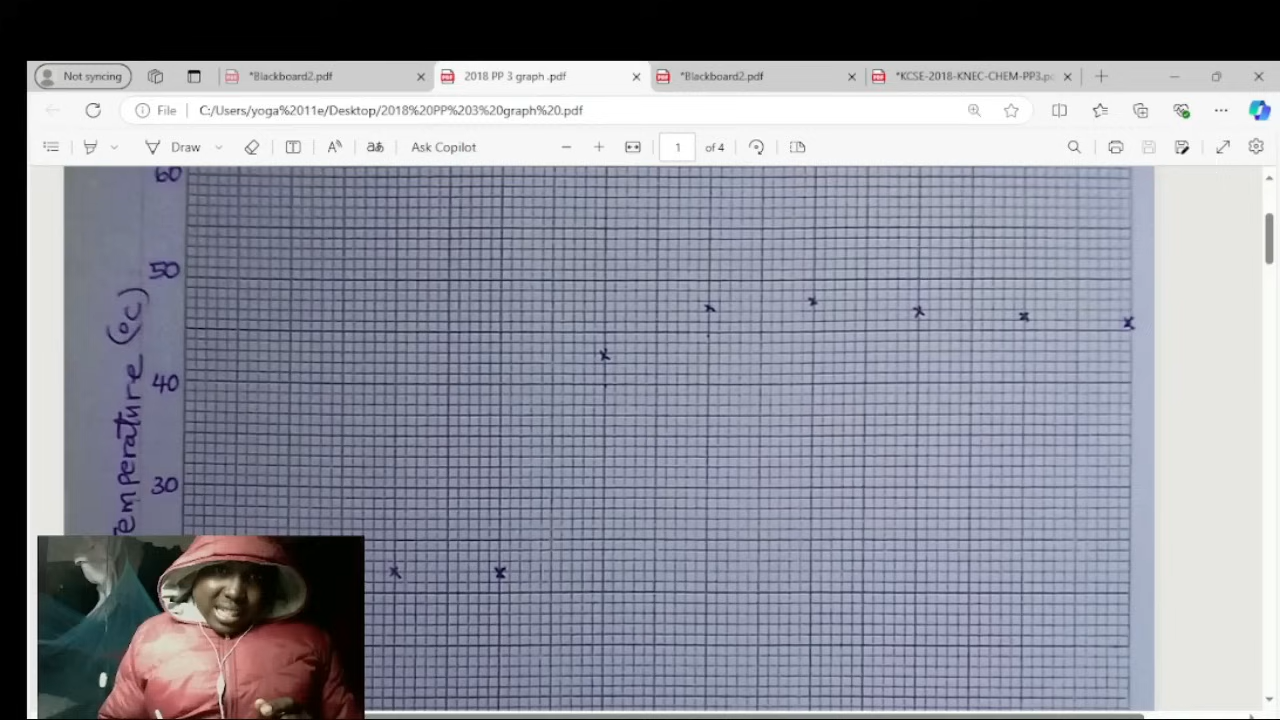 Not syncing
*Blackboard2.pdf
2018 PP 3 graph .pdf
*Blackboard2.pdf
*KCSE-2018-KNEC-CHEM-PP3.p
File
C:/Users/yoga%2011e/Desktop/2018%20PP%203%20graph%20.pdf
Draw
aあ
Ask Copilot
1
of 4
60
50
40
30
Temperature (oc)